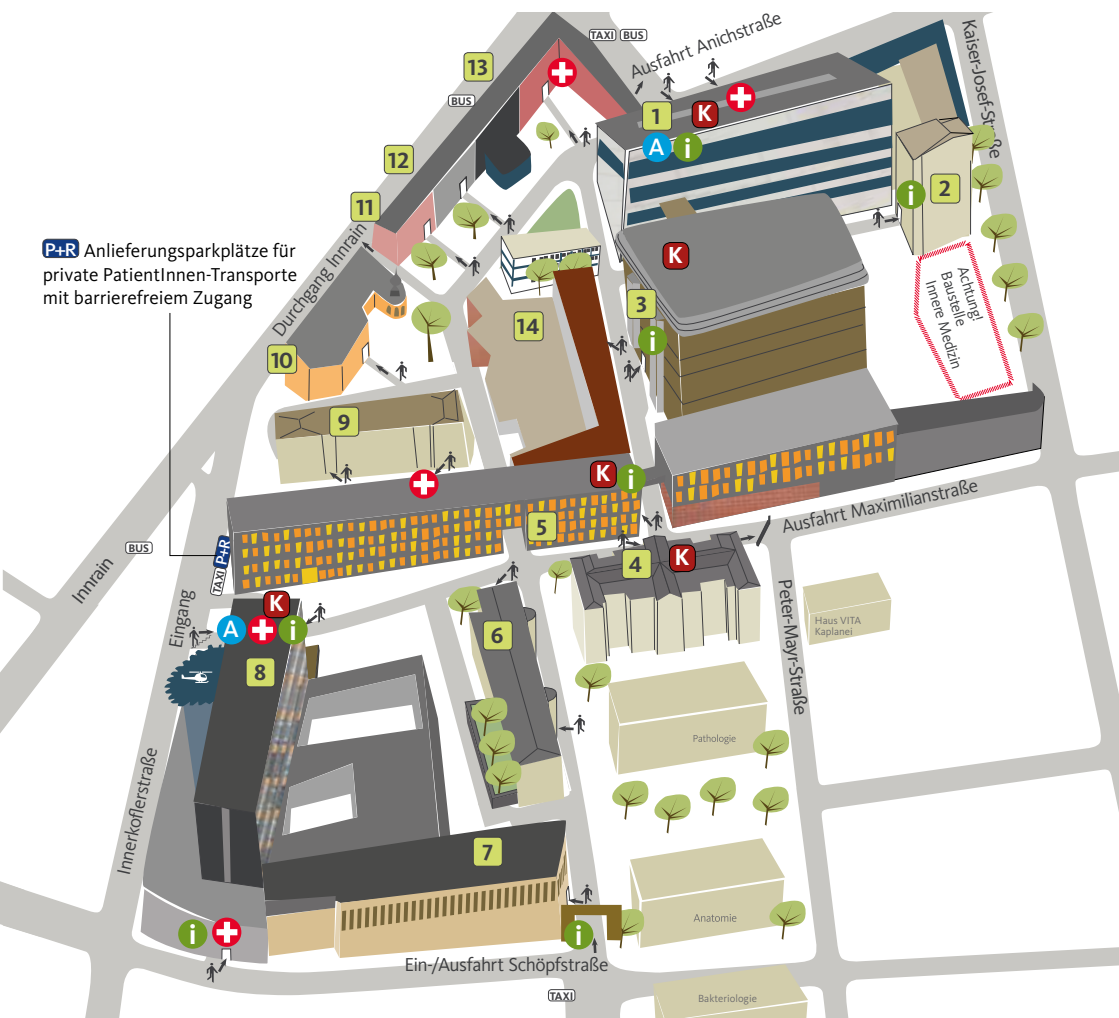 TAXI BUS
Ausfahrt Anichstraße
Kaiser-Josef-Straße
13
BUS
1
K
A
i
12
2
i
11
P+R Anlieferungsparkplätze für
private PatientInnen-Transporte
mit barrierefreiem Zugang
Durchgang Innrain
K
Achtung!
Baustelle
Innere Medizin
3
i
14
10
9
K
i
5
Ausfahrt Maximilianstraße
BUS
Innrain
TAXI P+R
4
K
Eingang
K
A
i
8
6
Haus VITA
Kaplanei
Peter-Mayr-Straße
Pathologie
Innerkoflerstraße
7
Anatomie
i
i
Ein-/Ausfahrt Schöpfstraße
TAXI
Bakteriologie